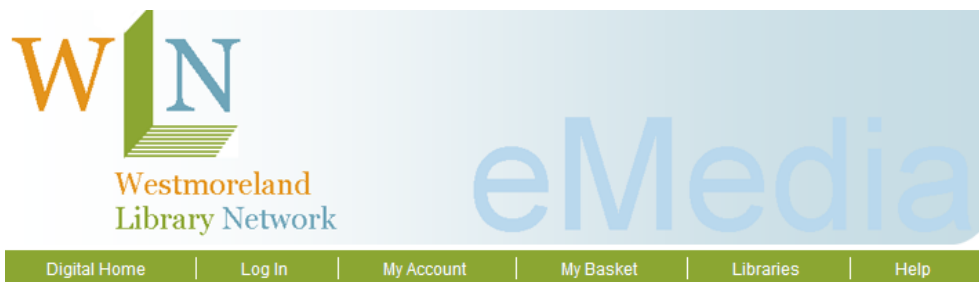 WLN
Westmoreland
Library Network
eMedia
Digital Home Log In My Account My Basket Libraries Help